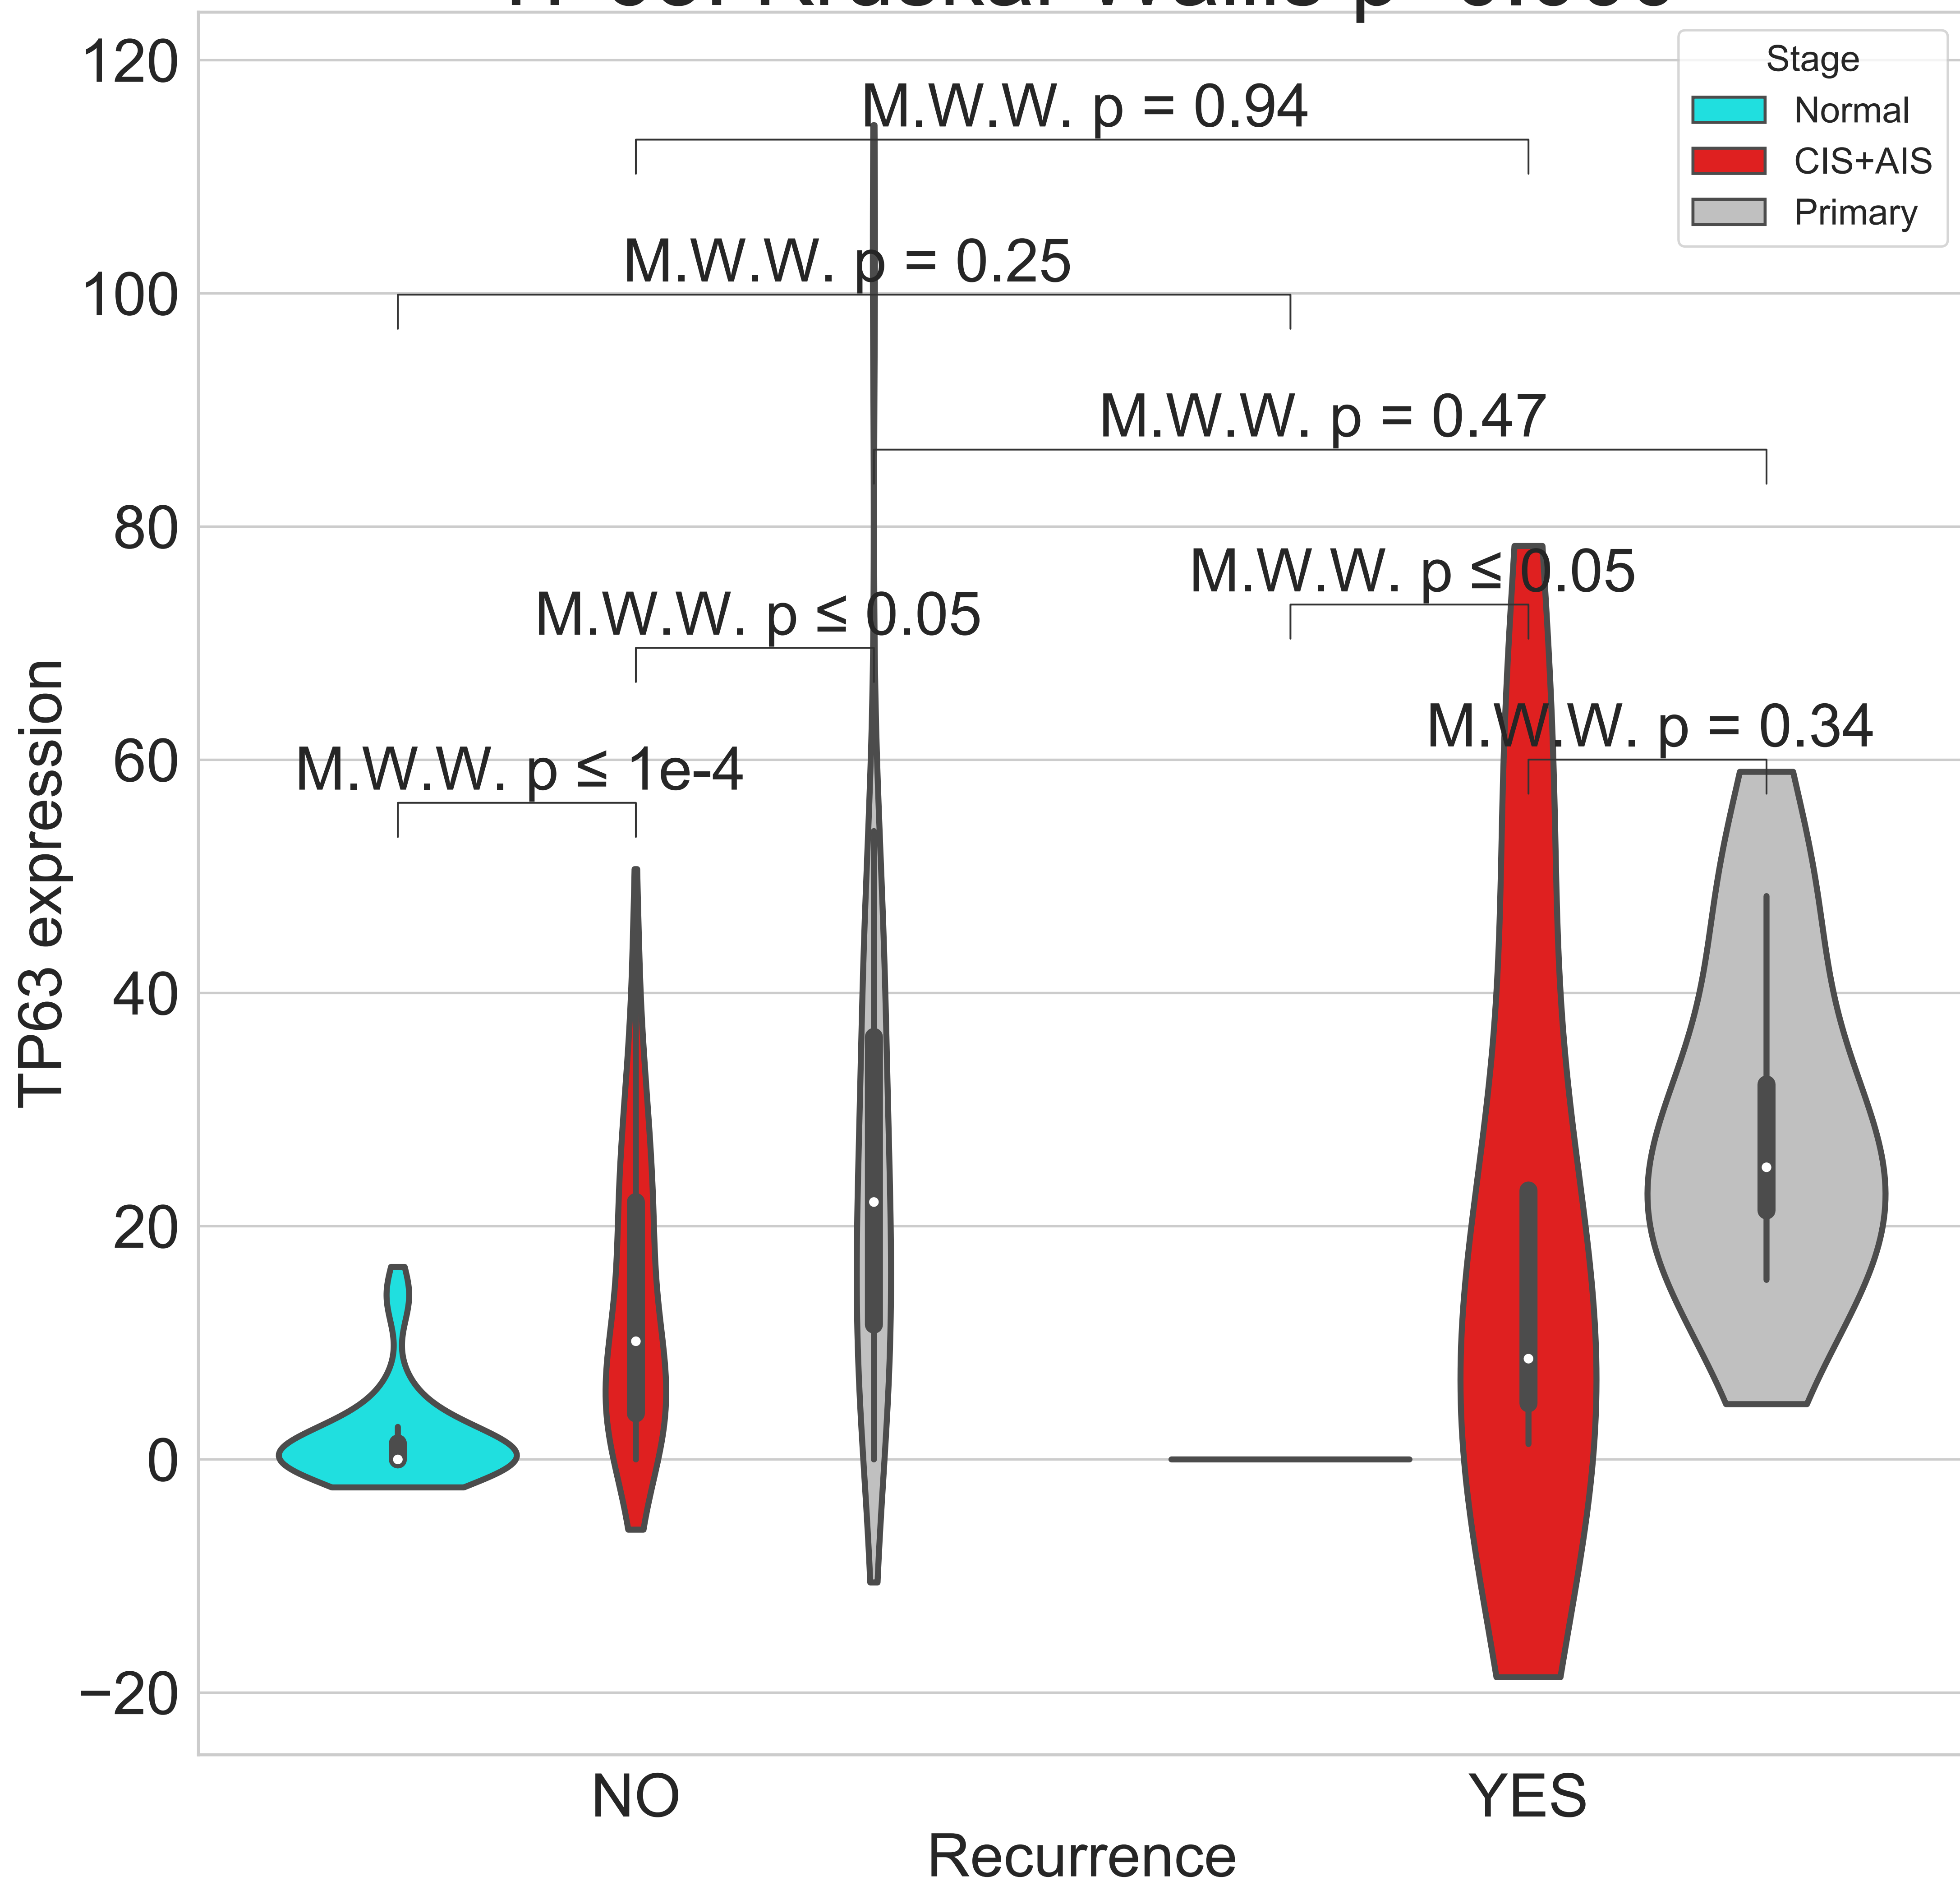 120
100
80
60
40
20
0
−20
TP63 expression
M.W.W. p = 0.94
M.W.W. p = 0.25
M.W.W. p = 0.47
M.W.W. p ≤ 0.05
M.W.W. p ≤ 0.05
M.W.W. p = 0.34
M.W.W. p ≤ 1e-4
Stage
Normal
CIS+AIS
Primary
NO
YES
Recurrence